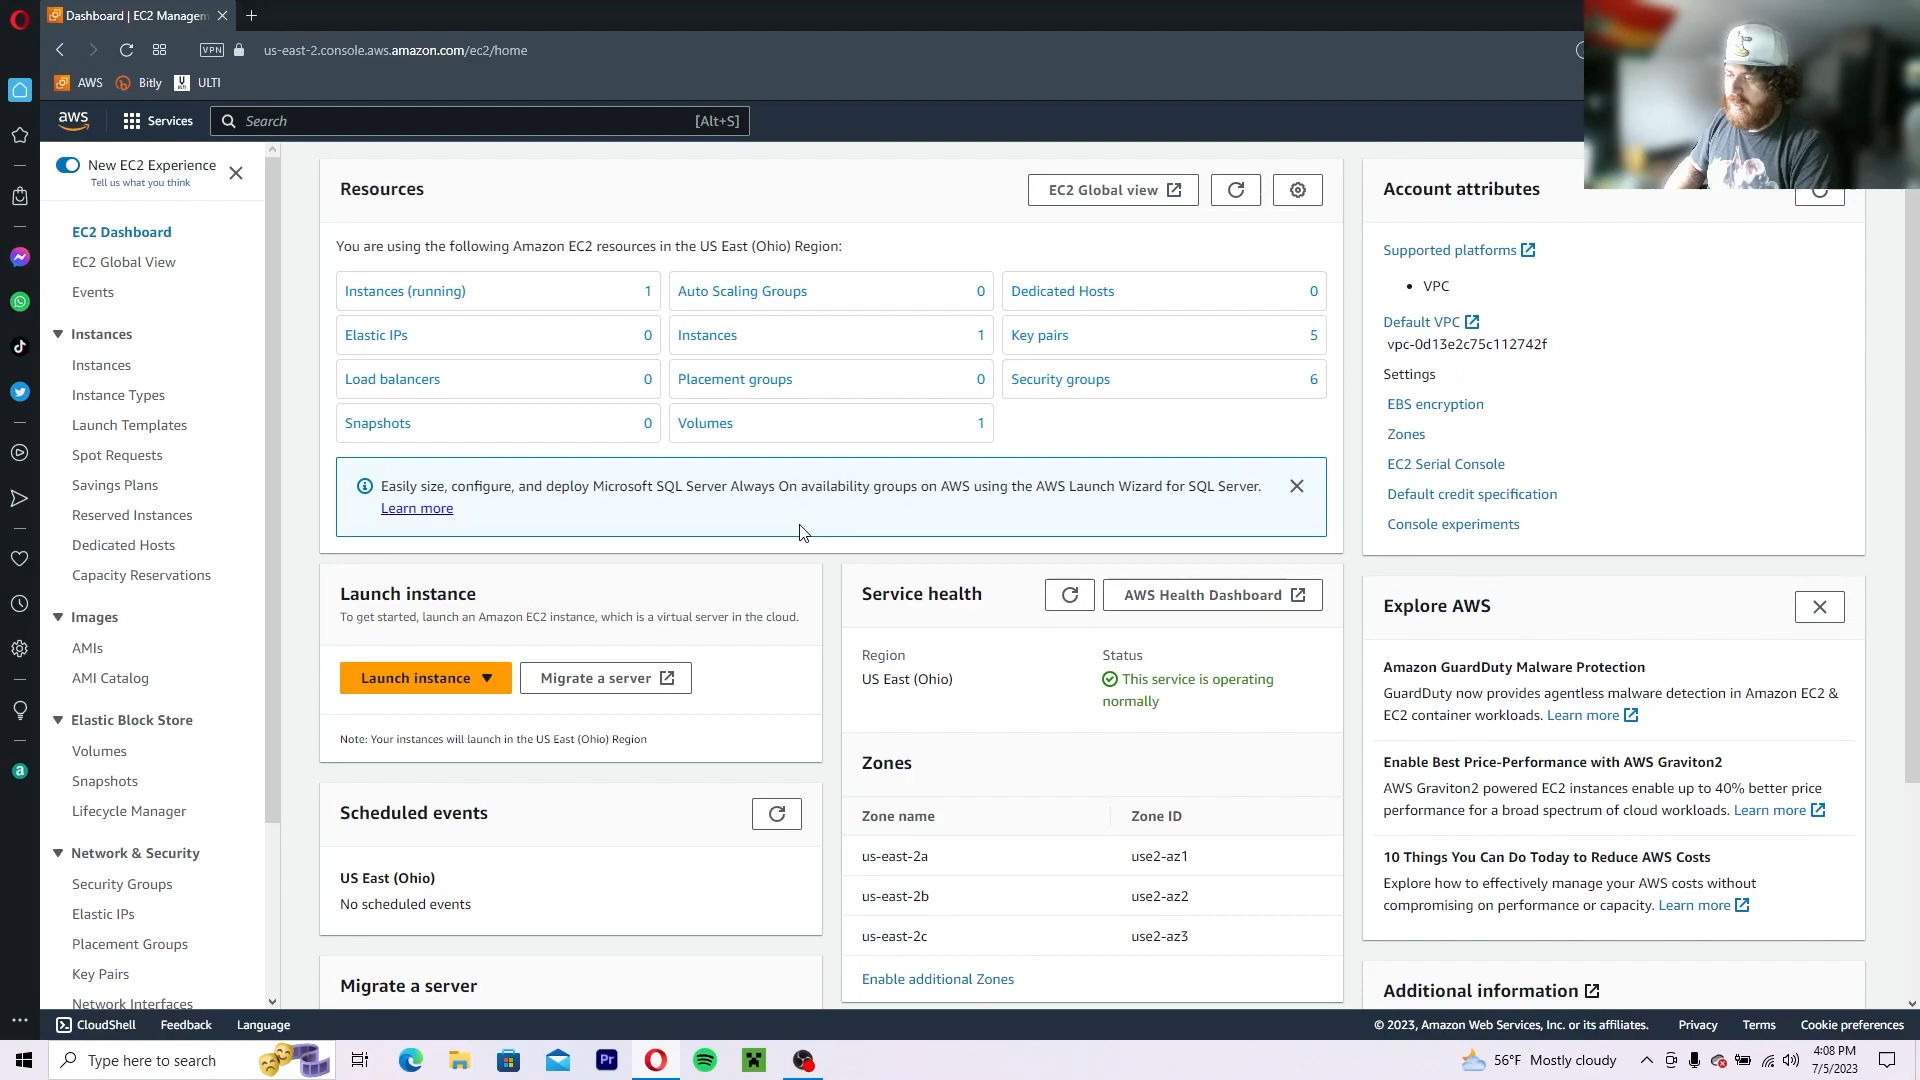 Dashboard | EC2 Managem
VPN
us-east-2.console.aws.amazon.com/ec2/home
AWS
Bitly
ULTI
aws
Services
Search
[Alt+S]
New EC2 Experience
Tell us what you think
EC2 Dashboard
EC2 Global View
Events
Instances
Instances
Instance Types
Launch Templates
Spot Requests
Savings Plans
Reserved Instances
Dedicated Hosts
Capacity Reservations
Images
AMIs
AMI Catalog
Elastic Block Store
Volumes
Snapshots
Lifecycle Manager
Network & Security
Security Groups
Elastic IPs
Placement Groups
Key Pairs
Network Interfaces
Resources
EC2 Global view
You are using the following Amazon EC2 resources in the US East (Ohio) Region:
Instances (running) 1
Auto Scaling Groups 0
Dedicated Hosts 0
Elastic IPs 0
Instances 1
Key pairs 5
Load balancers 0
Placement groups 0
Security groups 6
Snapshots 0
Volumes 1
Easily size, configure, and deploy Microsoft SQL Server Always On availability groups on AWS using the AWS Launch Wizard for SQL Server.
Learn more
Launch instance
To get started, launch an Amazon EC2 instance, which is a virtual server in the cloud.
Launch instance
Migrate a server
Note: Your instances will launch in the US East (Ohio) Region
Scheduled events
US East (Ohio)
No scheduled events
Migrate a server
Service health
AWS Health Dashboard
Region
US East (Ohio)
Status
This service is operating
normally
Zones
Zone name Zone ID
us-east-2a use2-az1
us-east-2b use2-az2
us-east-2c use2-az3
Enable additional Zones
Account attributes
Supported platforms
• VPC
Default VPC
vpc-0d13e2c75c112742f
Settings
EBS encryption
Zones
EC2 Serial Console
Default credit specification
Console experiments
Explore AWS
Amazon GuardDuty Malware Protection
GuardDuty now provides agentless malware detection in Amazon EC2 &
EC2 container workloads. Learn more
Enable Best Price-Performance with AWS Graviton2
AWS Graviton2 powered EC2 instances enable up to 40% better price
performance for a broad spectrum of cloud workloads. Learn more
10 Things You Can Do Today to Reduce AWS Costs
Explore how to effectively manage your AWS costs without
compromising on performance or capacity. Learn more
Additional information
CloudShell
Feedback
Language
© 2023, Amazon Web Services, Inc. or its affiliates.
Privacy
Terms
Cookie preferences
Type here to search
Pr
56°F Mostly cloudy
4:08 PM
7/5/2023